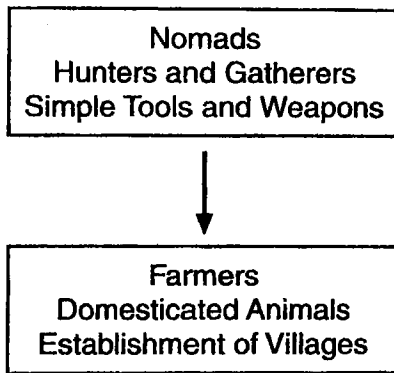 Nomads
Hunters and Gatherers
Simple Tools and Weapons
Farmers
Domesticated Animals
Establishment of Villages